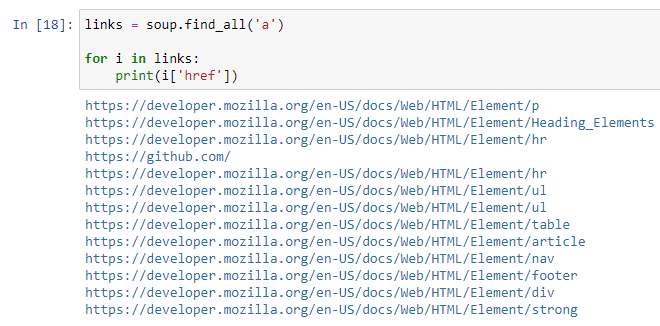 In [18]: links = soup.find_all('a')
for i in links:
    print(i['href'])
https://developer.mozilla.org/en-US/docs/Web/HTML/Element/p
https://developer.mozilla.org/en-US/docs/Web/HTML/Element/Heading_Elements
https://developer.mozilla.org/en-US/docs/Web/HTML/Element/hr
https://github.com/
https://developer.mozilla.org/en-US/docs/Web/HTML/Element/hr
https://developer.mozilla.org/en-US/docs/Web/HTML/Element/ul
https://developer.mozilla.org/en-US/docs/Web/HTML/Element/ul
https://developer.mozilla.org/en-US/docs/Web/HTML/Element/table
https://developer.mozilla.org/en-US/docs/Web/HTML/Element/article
https://developer.mozilla.org/en-US/docs/Web/HTML/Element/nav
https://developer.mozilla.org/en-US/docs/Web/HTML/Element/footer
https://developer.mozilla.org/en-US/docs/Web/HTML/Element/div
https://developer.mozilla.org/en-US/docs/Web/HTML/Element/strong